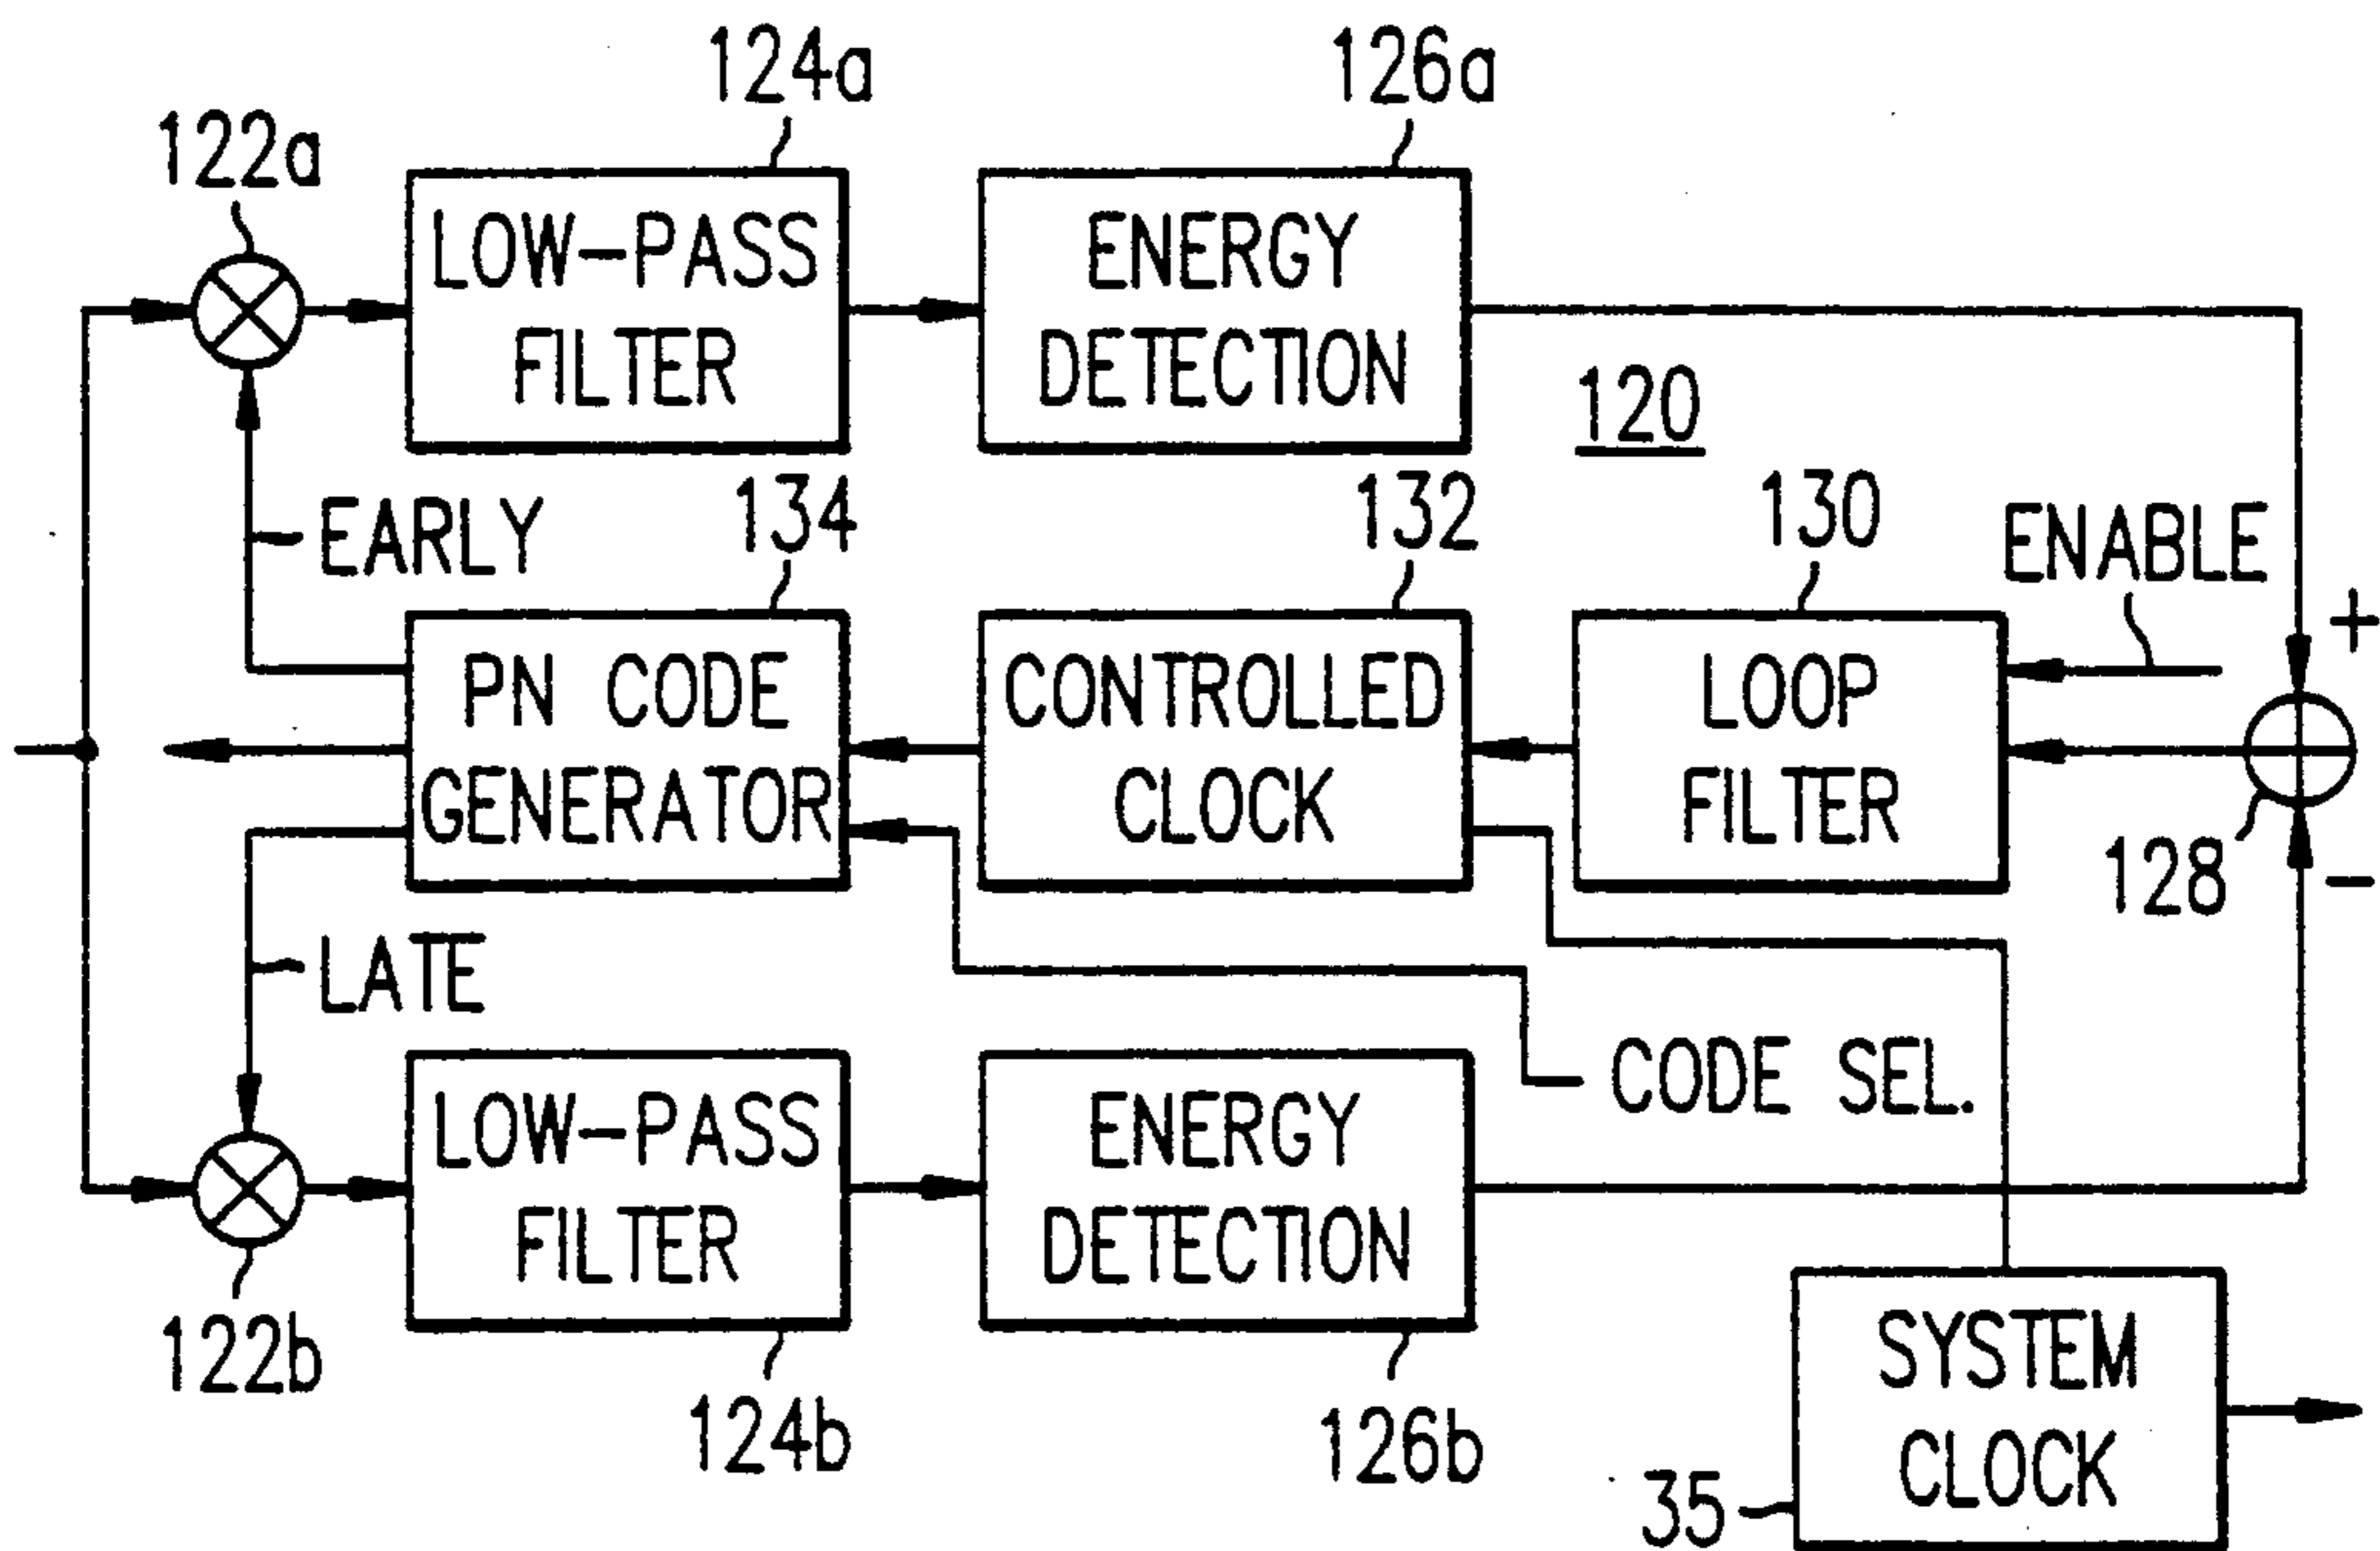 124a
126a
122a
LOW-PASS
FILTER
ENERGY
DETECTION
120
EARLY
134
132
130
ENABLE
+
PN CODE
GENERATOR
CONTROLLED
CLOCK
LOOP
FILTER
128
-
LATE
CODE SEL.
LOW-PASS
FILTER
ENERGY
DETECTION
122b
124b
126b
SYSTEM
CLOCK
35